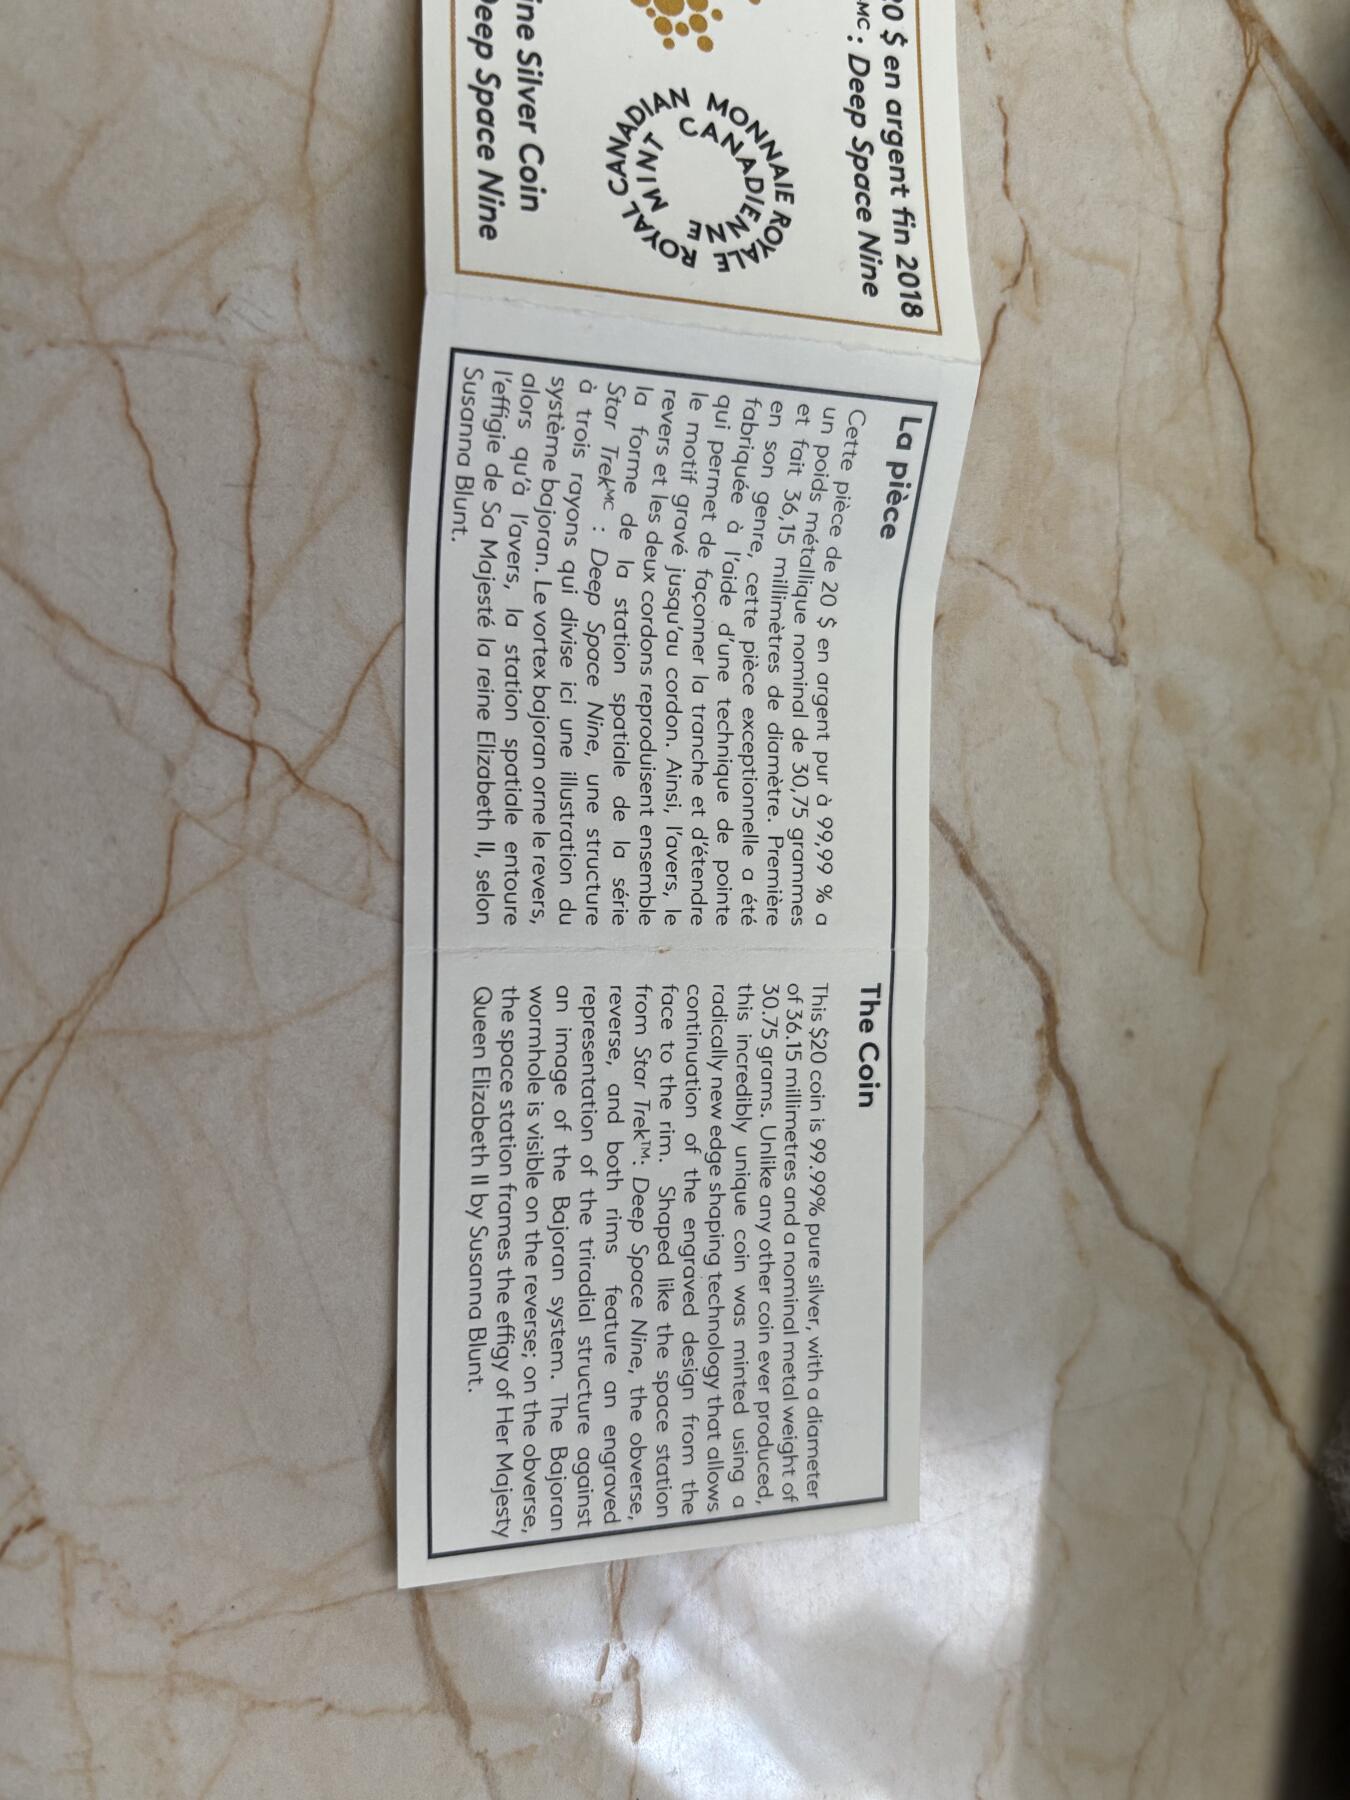 20 $ en argent fin 2018
MC : Deep Space Nine
MONNAIE ROYALE
CANADIENNE
ROYAL CANADIAN
MINT
ine Silver Coin
Deep Space Nine
La pièce
Cette pièce de 20 $ en argent pur à 99,99 % a
un poids métallique nominal de 30,75 grammes
et fait 36,15 millimètres de diamètre. Première
en son genre, cette pièce exceptionnelle a été
fabriquée à l'aide d'une technique de pointe
qui permet de façonner la tranche et d'étendre
le motif gravé jusqu'au cordon. Ainsi, l'avers, le
revers et les deux cordons reproduisent ensemble
la forme de la station spatiale de la série
Star Trek MC : Deep Space Nine, une structure
à trois rayons qui divise ici une illustration du
système bajoran. Le vortex bajoran orne le revers,
alors qu'à l'avers, la station spatiale entoure
l'effigie de Sa Majesté la reine Elizabeth II, selon
Susanna Blunt.
The Coin
This $20 coin is 99.99% pure silver, with a diameter
of 36.15 millimetres and a nominal metal weight of
30.75 grams. Unlike any other coin ever produced,
this incredibly unique coin was minted using a
radically new edge shaping technology that allows
continuation of the engraved design from the
face to the rim. Shaped like the space station
from Star Trek™: Deep Space Nine, the obverse,
reverse, and both rims feature an engraved
representation of the triradial structure against
an image of the Bajoran system. The Bajoran
wormhole is visible on the reverse; on the obverse,
the space station frames the effigy of Her Majesty
Queen Elizabeth II by Susanna Blunt.